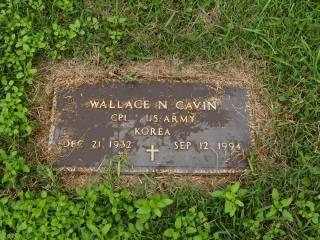 WALLACE N CAVIN
CPL US ARMY
KOREA
DEC 21 1932 SEP 12 1994